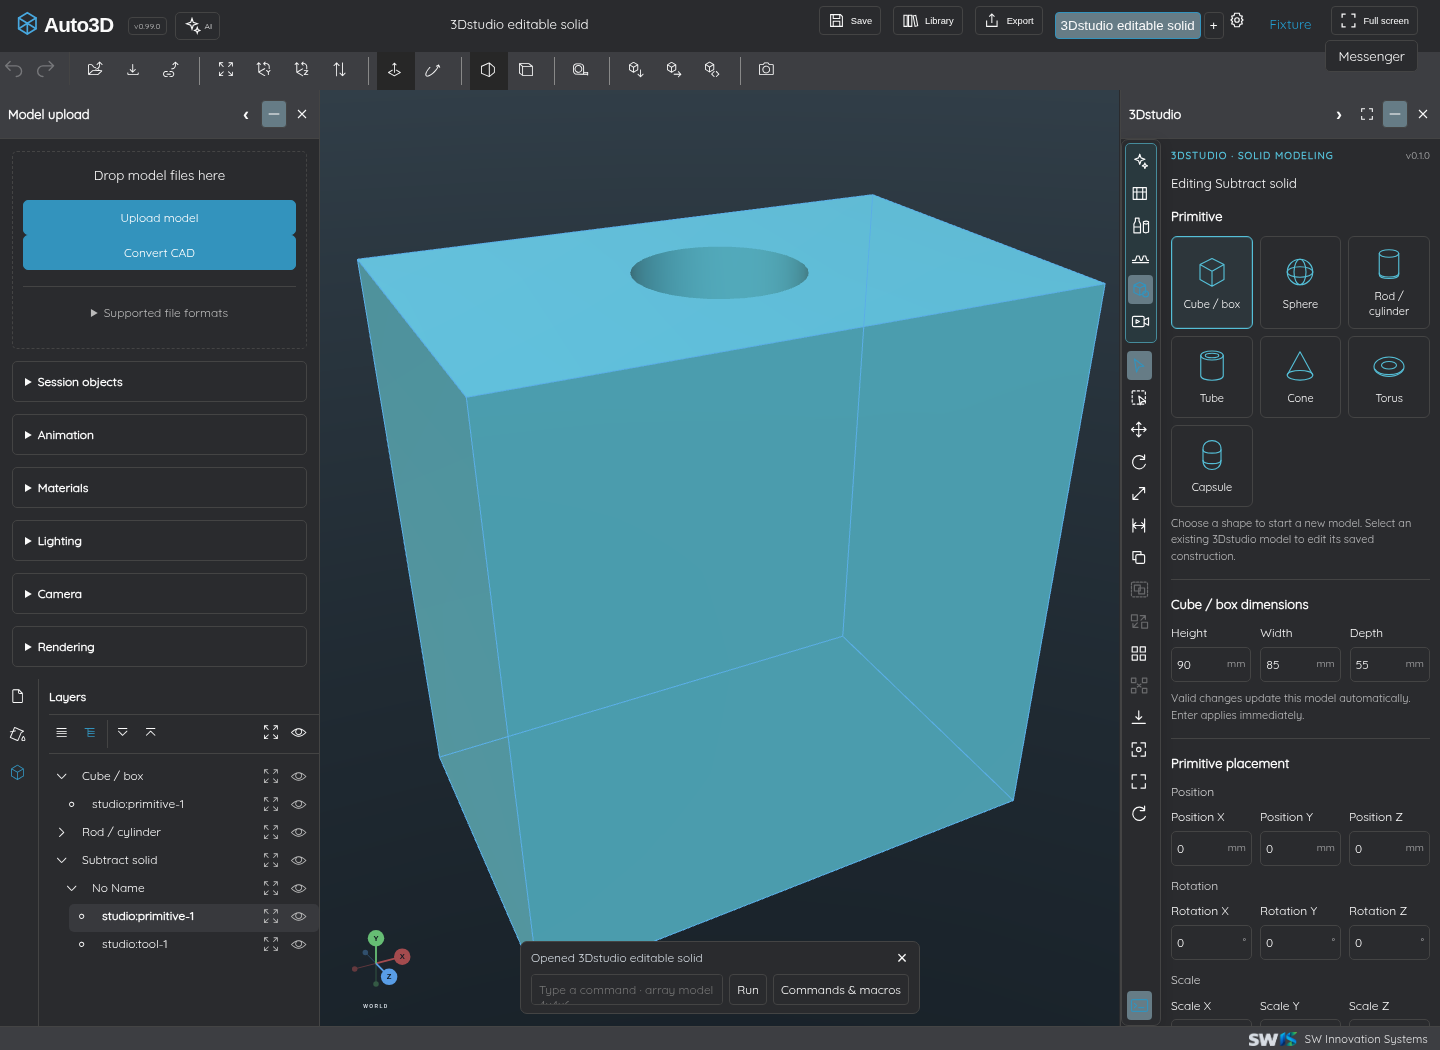 Auto3D
v0.99.0
AI
3Dstudio editable solid
Save
Library
Export
3Dstudio editable solid
+
Fixture
Full screen
Messenger
Model upload
Drop model files here
Upload model
Convert CAD
Supported file formats
Session objects
Animation
Materials
Lighting
Camera
Rendering
Layers
Cube / box
studio:primitive-1
Rod / cylinder
Subtract solid
No Name
studio:primitive-1
studio:tool-1
Y
X
Z
WORLD
Opened 3Dstudio editable solid
Type a command · array model
Run
Commands & macros
3Dstudio
3DSTUDIO · SOLID MODELING
v0.1.0
Editing Subtract solid
Primitive
Cube / box
Sphere
Rod /
cylinder
Tube
Cone
Torus
Capsule
Choose a shape to start a new model. Select an
existing 3Dstudio model to edit its saved
construction.
Cube / box dimensions
Height
Width
Depth
90 mm
85 mm
55 mm
Valid changes update this model automatically.
Enter applies immediately.
Primitive placement
Position
Position X
Position Y
Position Z
0 mm
0 mm
0 mm
Rotation
Rotation X
Rotation Y
Rotation Z
0 °
0 °
0 °
Scale
Scale X
Scale Y
Scale Z
SW Innovation Systems